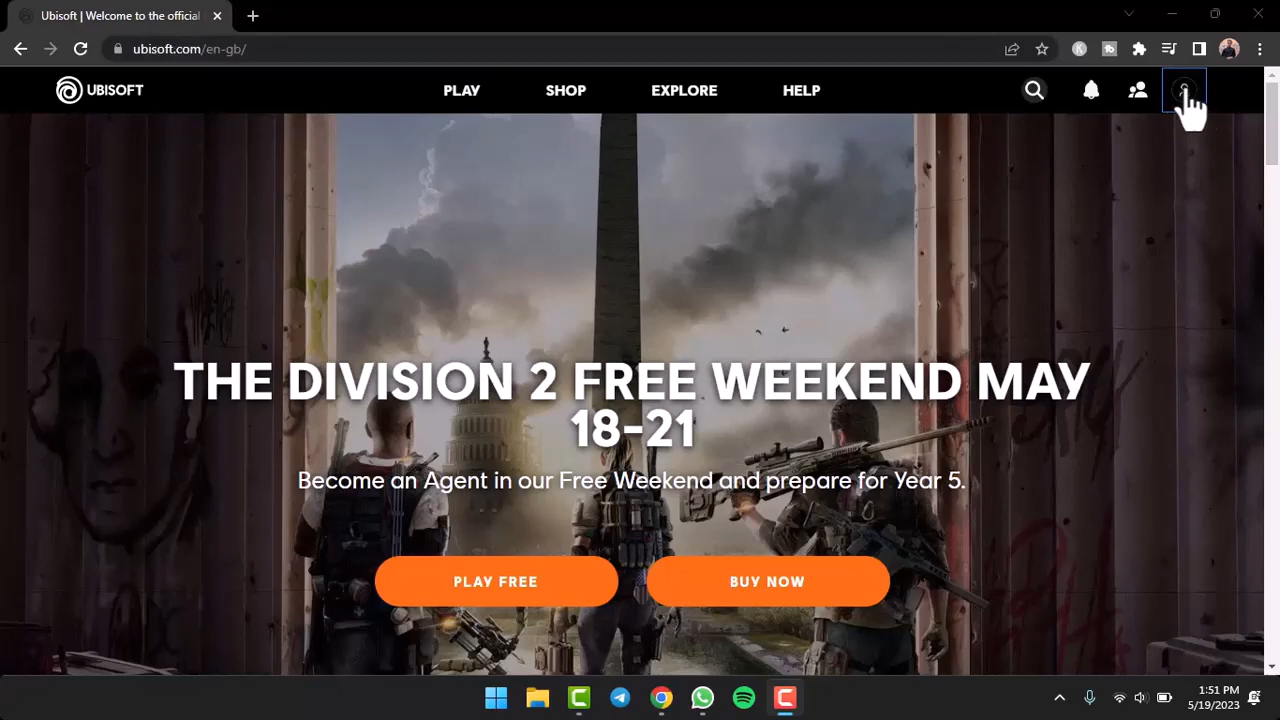 Ubisoft | Welcome to the official
ubisoft.com/en-gb/
UBISOFT
PLAY
SHOP
EXPLORE
HELP
THE DIVISION 2 FREE WEEKEND MAY
18-21
Become an Agent in our Free Weekend and prepare for Year 5.
PLAY FREE
BUY NOW
1:51 PM
5/19/2023